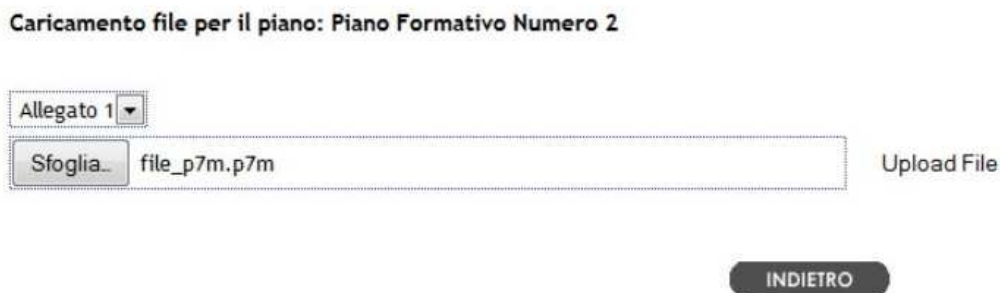 Caricamento file per il piano: Piano Formativo Numero 2
Allegato 1
Sfoglia... file_p7m.p7m Upload File
INDIETRO